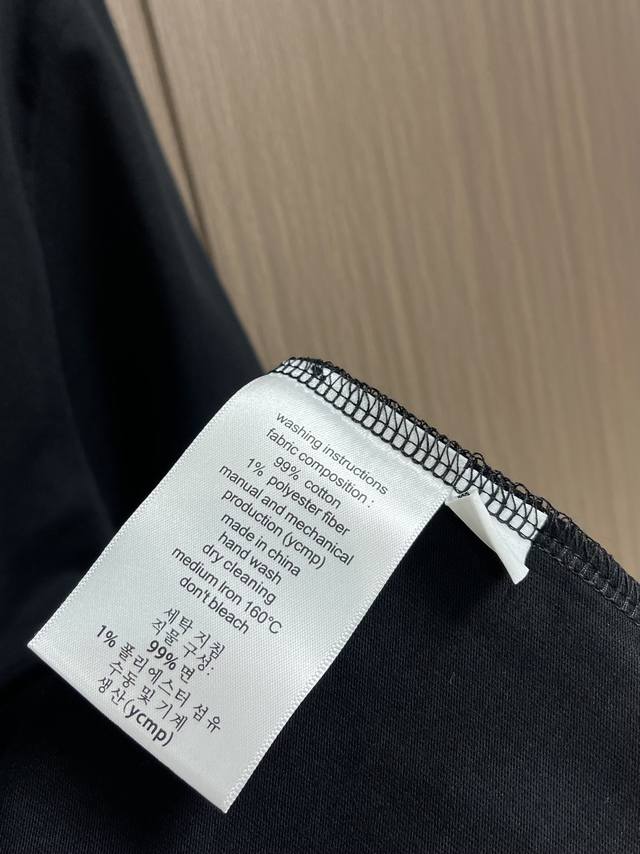 washing instructions
fabric composition :
99% cotton
1% polyester fiber
manual and mechanical
production (ycmp)
made in china
hand wash
dry cleaning
medium Iron 160°C
don't bleach
세탁 지침
직물 구성:
99% 면
1% 폴리에스터 섬유
수동 및 기계
생산(ycmp)